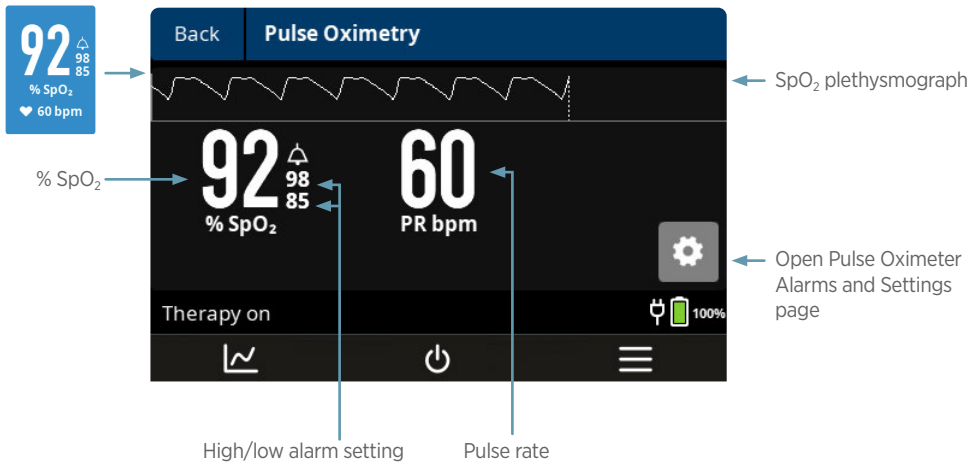 92
98
85
% SpO₂
60 bpm
Back
Pulse Oximetry
SpO₂ plethysmograph
% SpO₂
92
98
85
% SpO₂
60
PR bpm
Open Pulse Oximeter
Alarms and Settings
page
Therapy on
100%
High/low alarm setting
Pulse rate